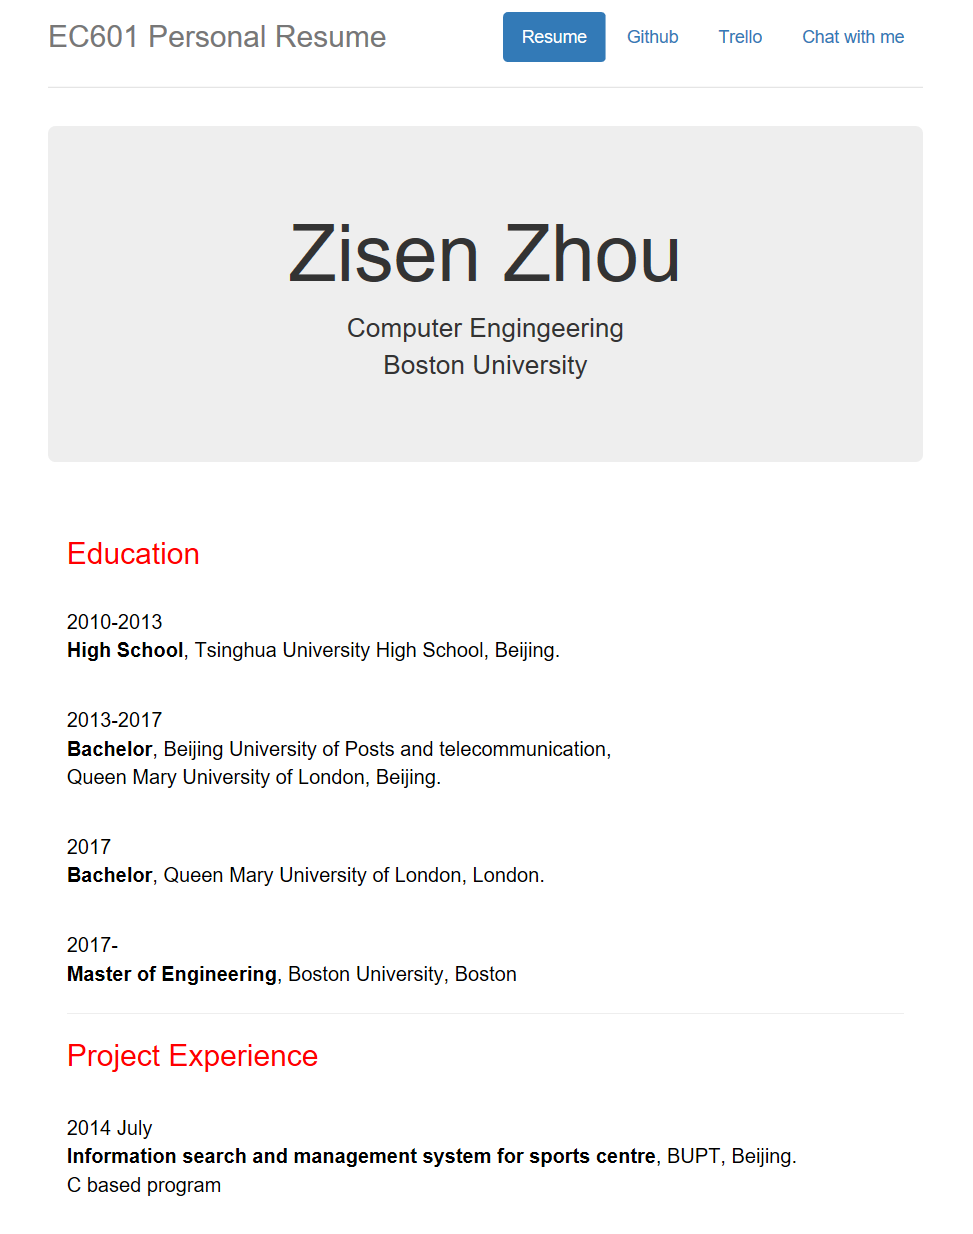 EC601 Personal Resume
Resume Github Trello Chat with me
Zisen Zhou
Computer Engingeering
Boston University
Education
2010-2013
High School, Tsinghua University High School, Beijing.
2013-2017
Bachelor, Beijing University of Posts and telecommunication,
Queen Mary University of London, Beijing.
2017
Bachelor, Queen Mary University of London, London.
2017-
Master of Engineering, Boston University, Boston
Project Experience
2014 July
Information search and management system for sports centre, BUPT, Beijing.
C based program